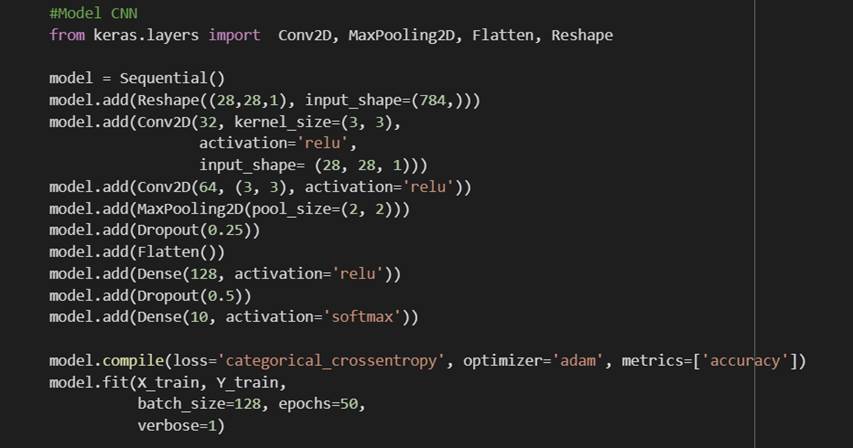 #Model CNN
from keras.layers import  Conv2D, MaxPooling2D, Flatten, Reshape
model = Sequential()
model.add(Reshape((28,28,1), input_shape=(784,)))
model.add(Conv2D(32, kernel_size=(3, 3),
activation='relu',
input_shape= (28, 28, 1)))
model.add(Conv2D(64, (3, 3), activation='relu'))
model.add(MaxPooling2D(pool_size=(2, 2)))
model.add(Dropout(0.25))
model.add(Flatten())
model.add(Dense(128, activation='relu'))
model.add(Dropout(0.5))
model.add(Dense(10, activation='softmax'))
model.compile(loss='categorical_crossentropy', optimizer='adam', metrics=['accuracy'])
model.fit(X_train, Y_train,
batch_size=128, epochs=50,
verbose=1)